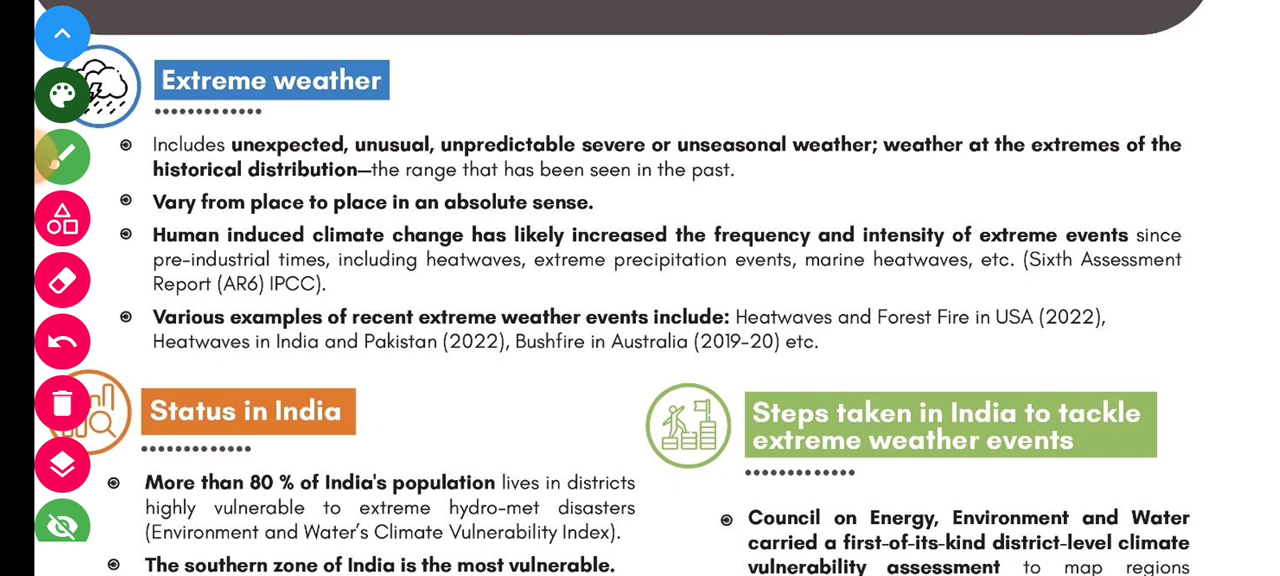 Extreme weather
Includes unexpected, unusual, unpredictable severe or unseasonal weather; weather at the extremes of the
historical distribution—the range that has been seen in the past.
Vary from place to place in an absolute sense.
Human induced climate change has likely increased the frequency and intensity of extreme events since
pre-industrial times, including heatwaves, extreme precipitation events, marine heatwaves, etc. (Sixth Assessment
Report (AR6) IPCC).
Various examples of recent extreme weather events include: Heatwaves and Forest Fire in USA (2022),
Heatwaves in India and Pakistan (2022), Bushfire in Australia (2019-20) etc.
Status in India
More than 80 % of India's population lives in districts
highly vulnerable to extreme hydro-met disasters
(Environment and Water's Climate Vulnerability Index).
The southern zone of India is the most vulnerable.
Steps taken in India to tackle
extreme weather events
Council on Energy, Environment and Water
carried a first-of-its-kind district-level climate
vulnerability assessment to map regions